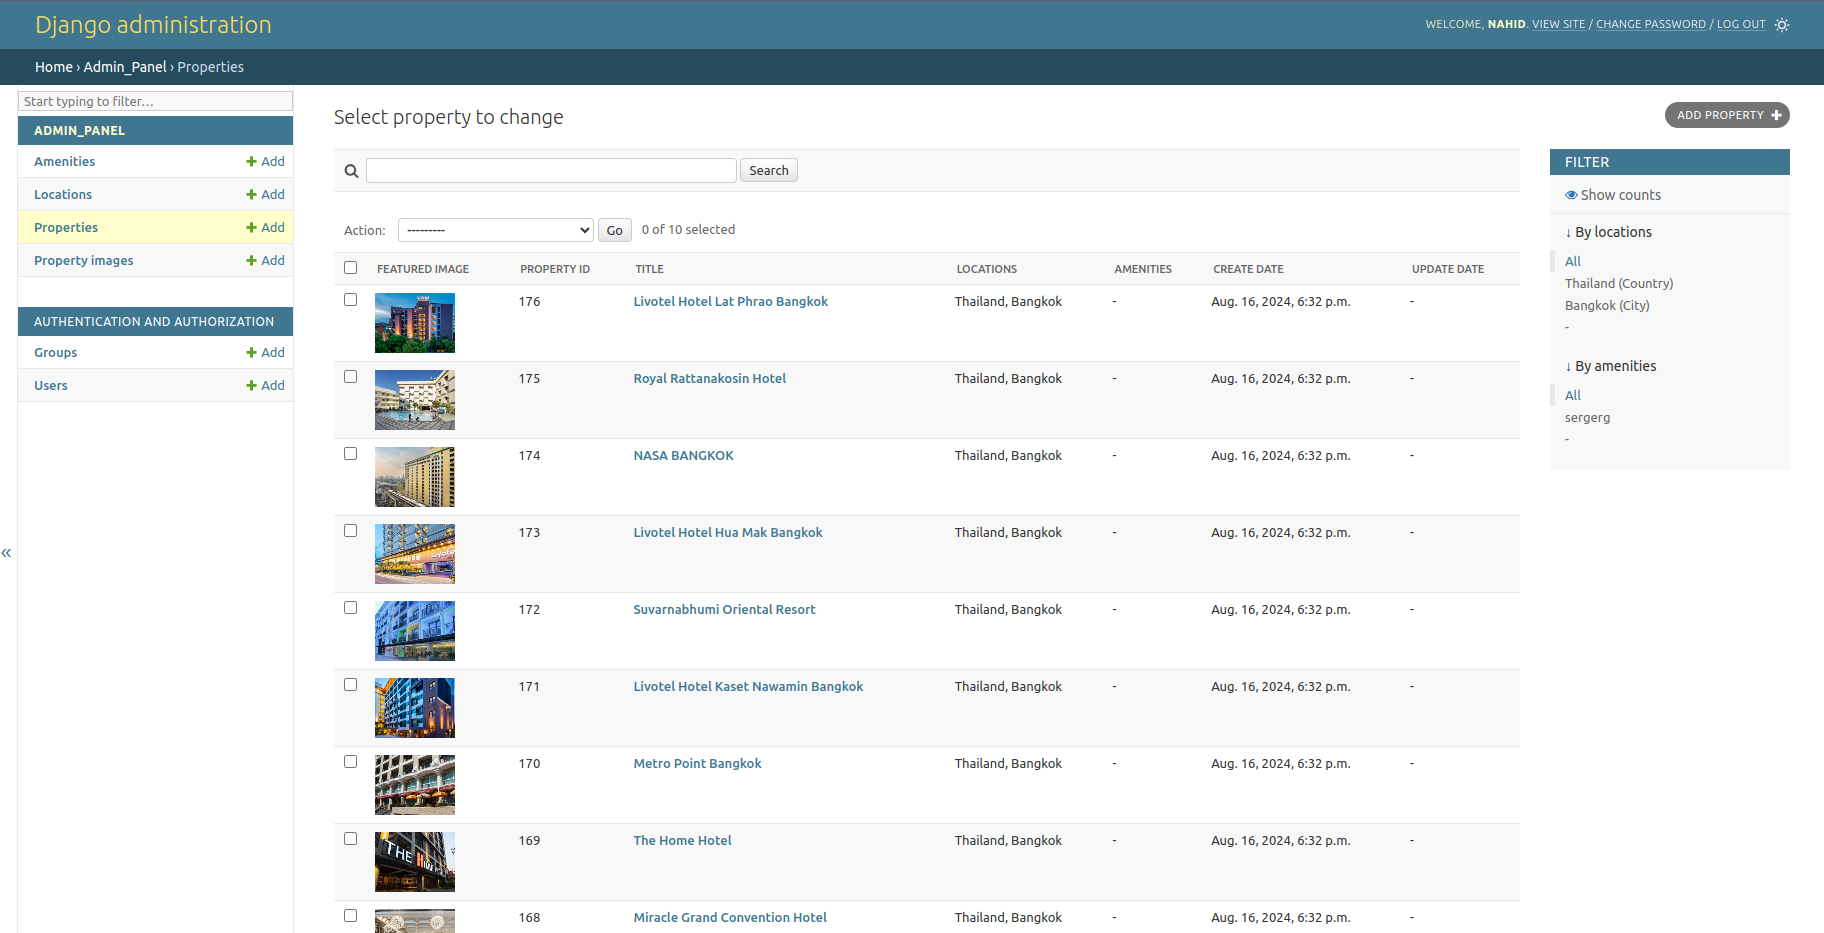 Django administration
WELCOME, NAHID. VIEW SITE / CHANGE PASSWORD / LOG OUT
Home › Admin_Panel › Properties
Start typing to filter…
ADMIN_PANEL
Amenities + Add
Locations + Add
Properties + Add
Property images + Add
AUTHENTICATION AND AUTHORIZATION
Groups + Add
Users + Add
«
Select property to change
ADD PROPERTY +
Search
Action: --------- Go 0 of 10 selected
FEATURED IMAGE PROPERTY ID TITLE LOCATIONS AMENITIES CREATE DATE UPDATE DATE
176 Livotel Hotel Lat Phrao Bangkok Thailand, Bangkok - Aug. 16, 2024, 6:32 p.m. -
175 Royal Rattanakosin Hotel Thailand, Bangkok - Aug. 16, 2024, 6:32 p.m. -
174 NASA BANGKOK Thailand, Bangkok - Aug. 16, 2024, 6:32 p.m. -
173 Livotel Hotel Hua Mak Bangkok Thailand, Bangkok - Aug. 16, 2024, 6:32 p.m. -
172 Suvarnabhumi Oriental Resort Thailand, Bangkok - Aug. 16, 2024, 6:32 p.m. -
171 Livotel Hotel Kaset Nawamin Bangkok Thailand, Bangkok - Aug. 16, 2024, 6:32 p.m. -
170 Metro Point Bangkok Thailand, Bangkok - Aug. 16, 2024, 6:32 p.m. -
THE
169 The Home Hotel Thailand, Bangkok - Aug. 16, 2024, 6:32 p.m. -
168 Miracle Grand Convention Hotel Thailand, Bangkok - Aug. 16, 2024, 6:32 p.m. -
FILTER
Show counts
↓ By locations
All
Thailand (Country)
Bangkok (City)
-
↓ By amenities
All
sergerg
-